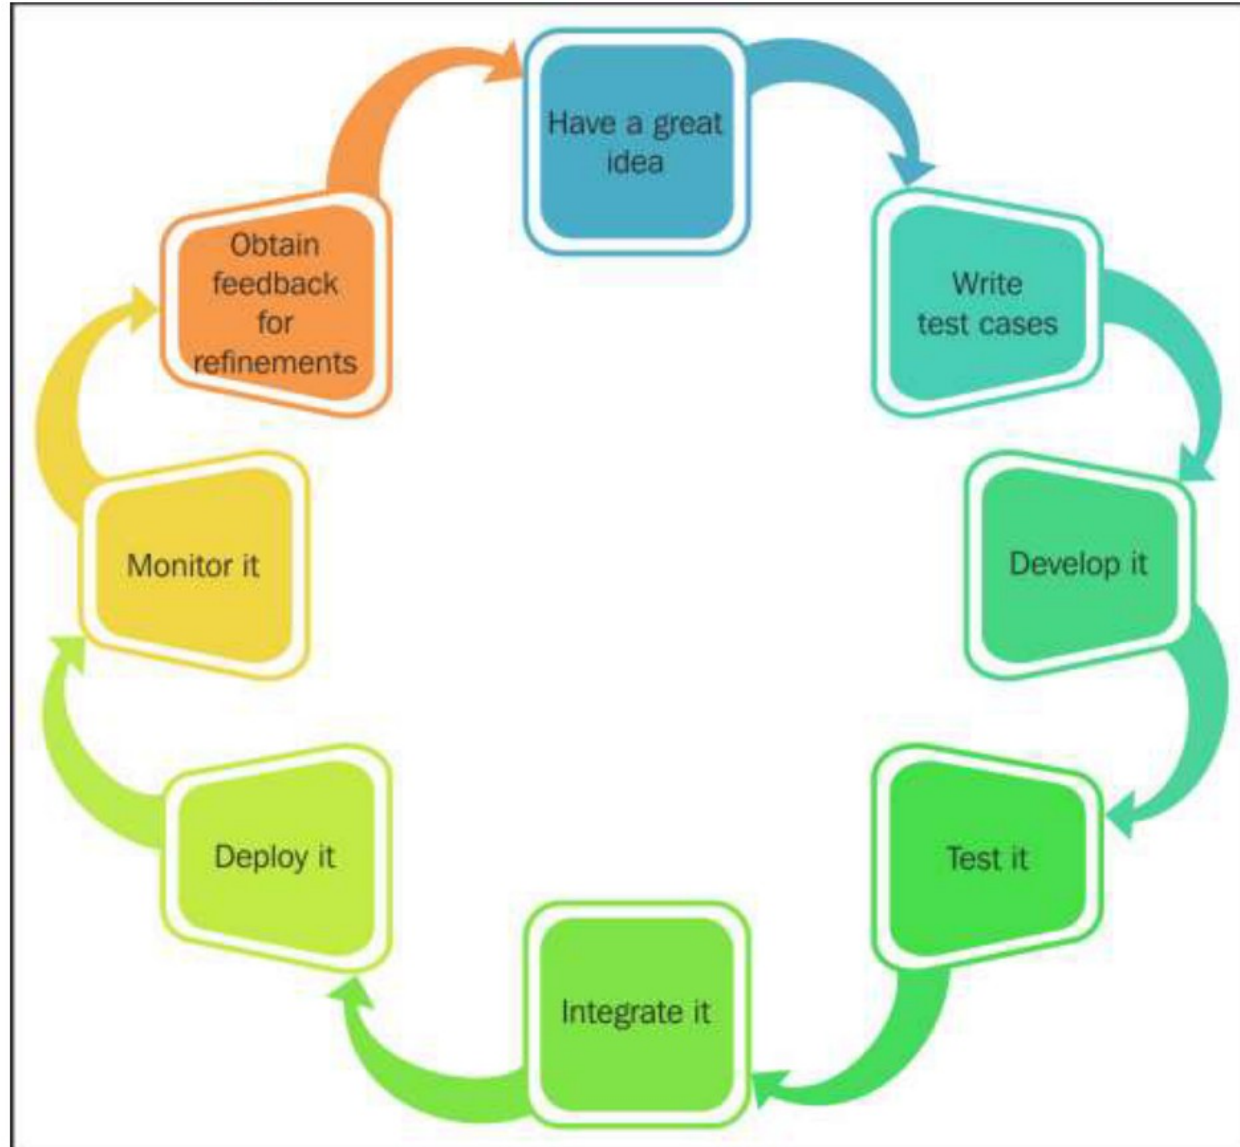 Have a great
idea
Write
test cases
Develop it
Test it
Integrate it
Deploy it
Monitor it
Obtain
feedback
for
refinements